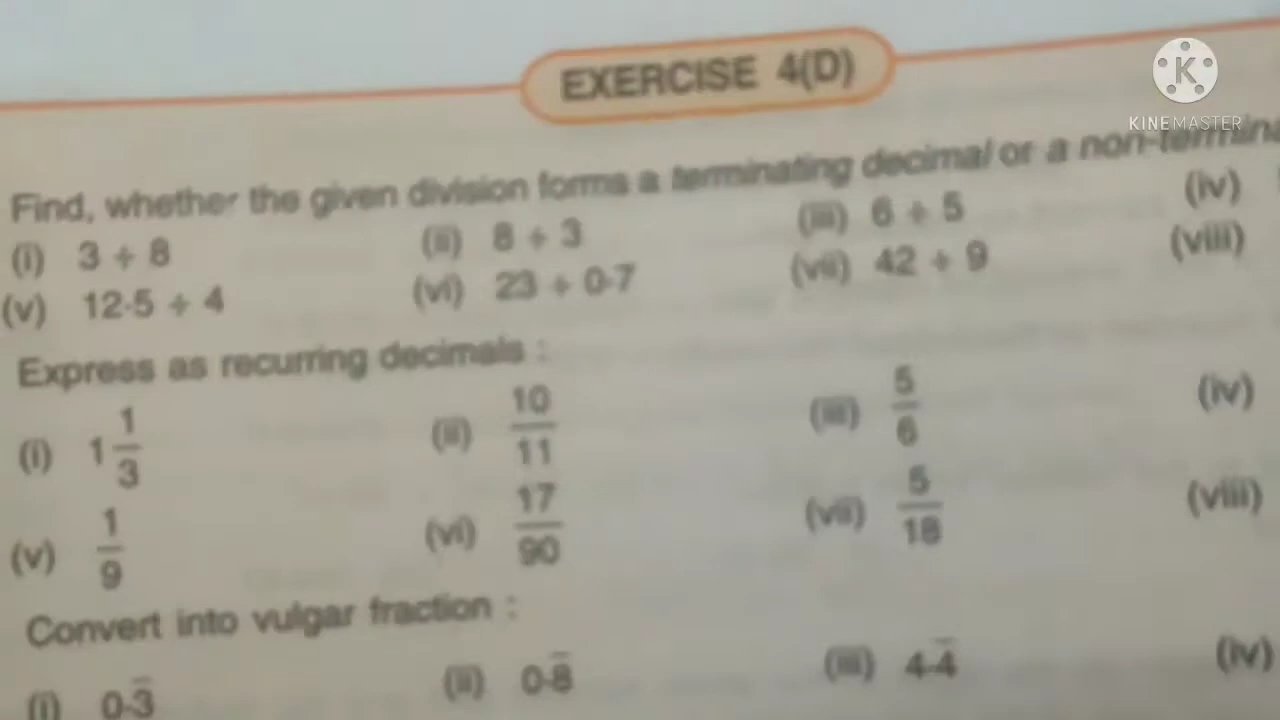 EXERCISE 4(D)
KINEMASTER
Find, whether the given division forms a terminating decimal or a non-termina
(i) 3 ÷ 8 (ii) 8 ÷ 3 (iii) 6 ÷ 5 (iv)
(v) 12·5 ÷ 4 (vi) 23 ÷ 0·7 (vii) 42 ÷ 9 (viii)
Express as recurring decimals :
(i) 1 1/3 (ii) 10/11 (iii) 5/6 (iv)
(v) 1/9 (vi) 17/90 (vii) 5/18 (viii)
Convert into vulgar fraction :
(i) 0·3̅ (ii) 0·8̅ (iii) 4·4̅ (iv)